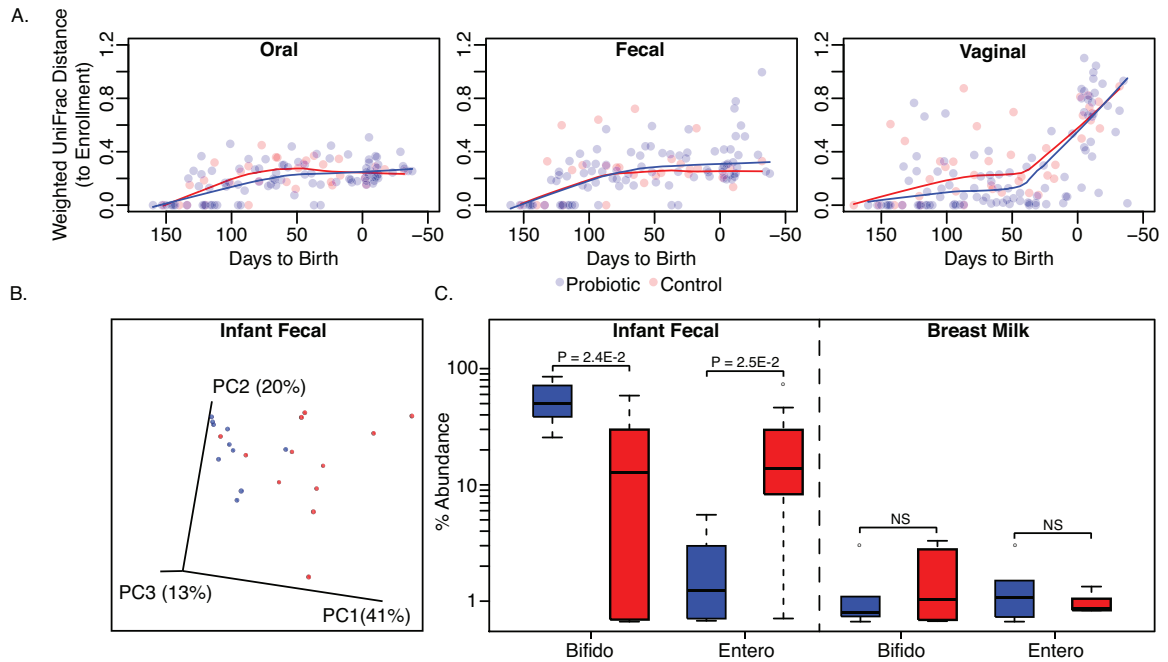 A.
Oral
Fecal
Vaginal
Weighted UniFrac Distance
(to Enrollment)
0.0 0.4 0.8 1.2
0.0 0.4 0.8 1.2
0.0 0.4 0.8 1.2
150 100 50 0 −50
150 100 50 0 −50
150 100 50 0 −50
Days to Birth
Days to Birth
Days to Birth
Probiotic Control
B.
Infant Fecal
PC2 (20%)
PC3 (13%)
PC1(41%)
C.
Infant Fecal
Breast Milk
% Abundance
100
10
1
P = 2.4E-2
P = 2.5E-2
NS
NS
Bifido
Entero
Bifido
Entero